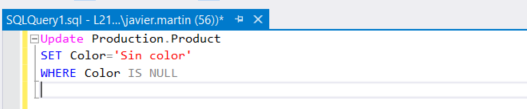 SQLQuery1.sql - L21...\javier.martin (56))*
Update Production.Product
SET Color='Sin color'
WHERE Color IS NULL